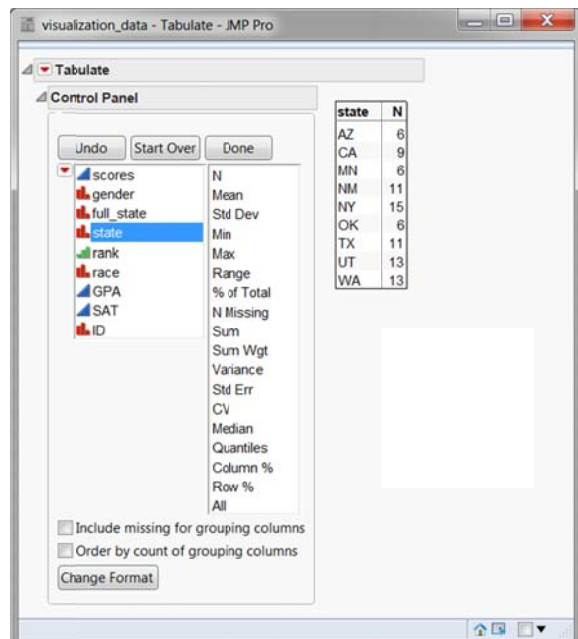 visualization_data - Tabulate - JMP Pro
Tabulate
Control Panel
Undo Start Over Done
scores
gender
full_state
state
rank
race
GPA
SAT
ID
N
Mean
Std Dev
Min
Max
Range
% of Total
N Missing
Sum
Sum Wgt
Variance
Std Err
CV
Median
Quantiles
Column %
Row %
All
Include missing for grouping columns
Order by count of grouping columns
Change Format
state N
AZ 6
CA 9
MN 6
NM 11
NY 15
OK 6
TX 11
UT 13
WA 13